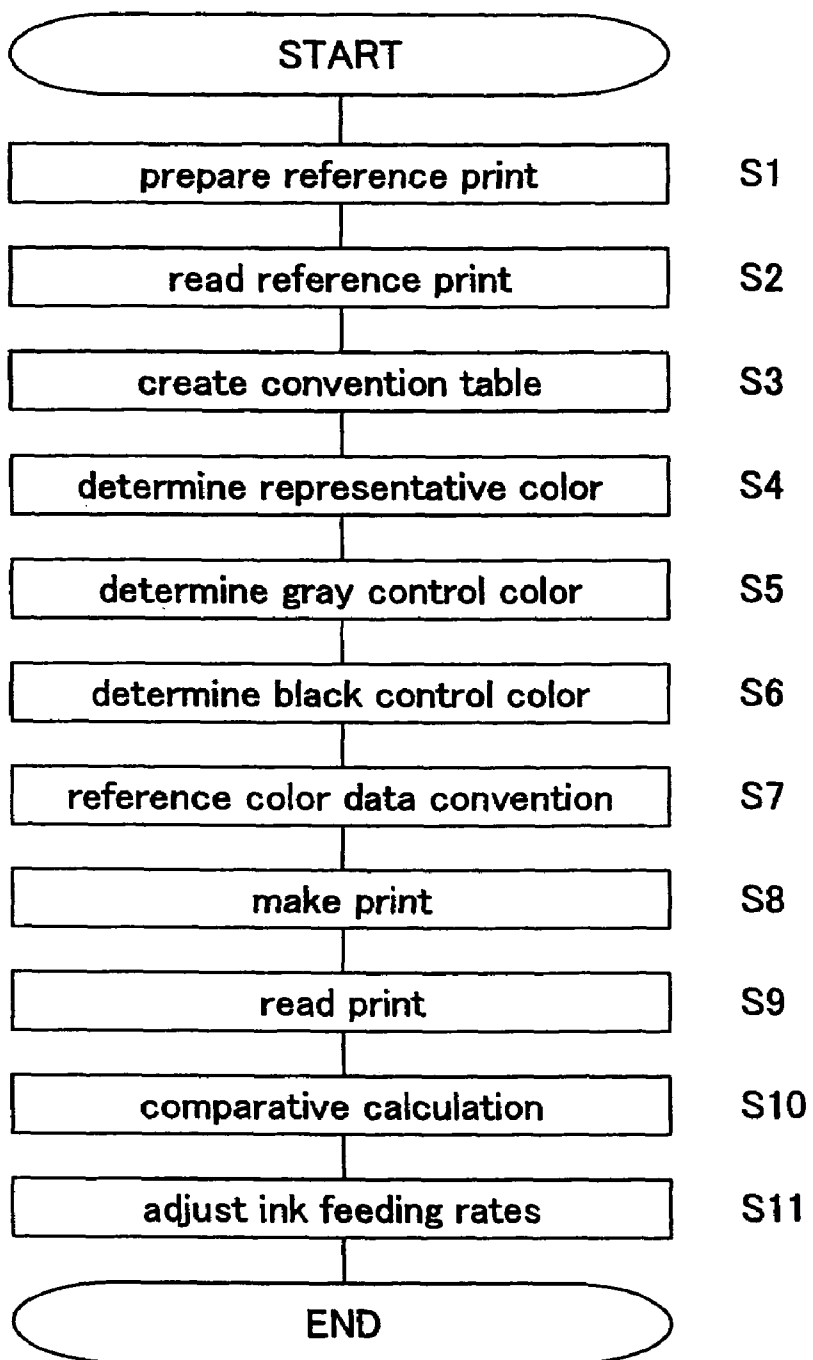 START
prepare reference print S1
read reference print S2
create convention table S3
determine representative color S4
determine gray control color S5
determine black control color S6
reference color data convention S7
make print S8
read print S9
comparative calculation S10
adjust ink feeding rates S11
END